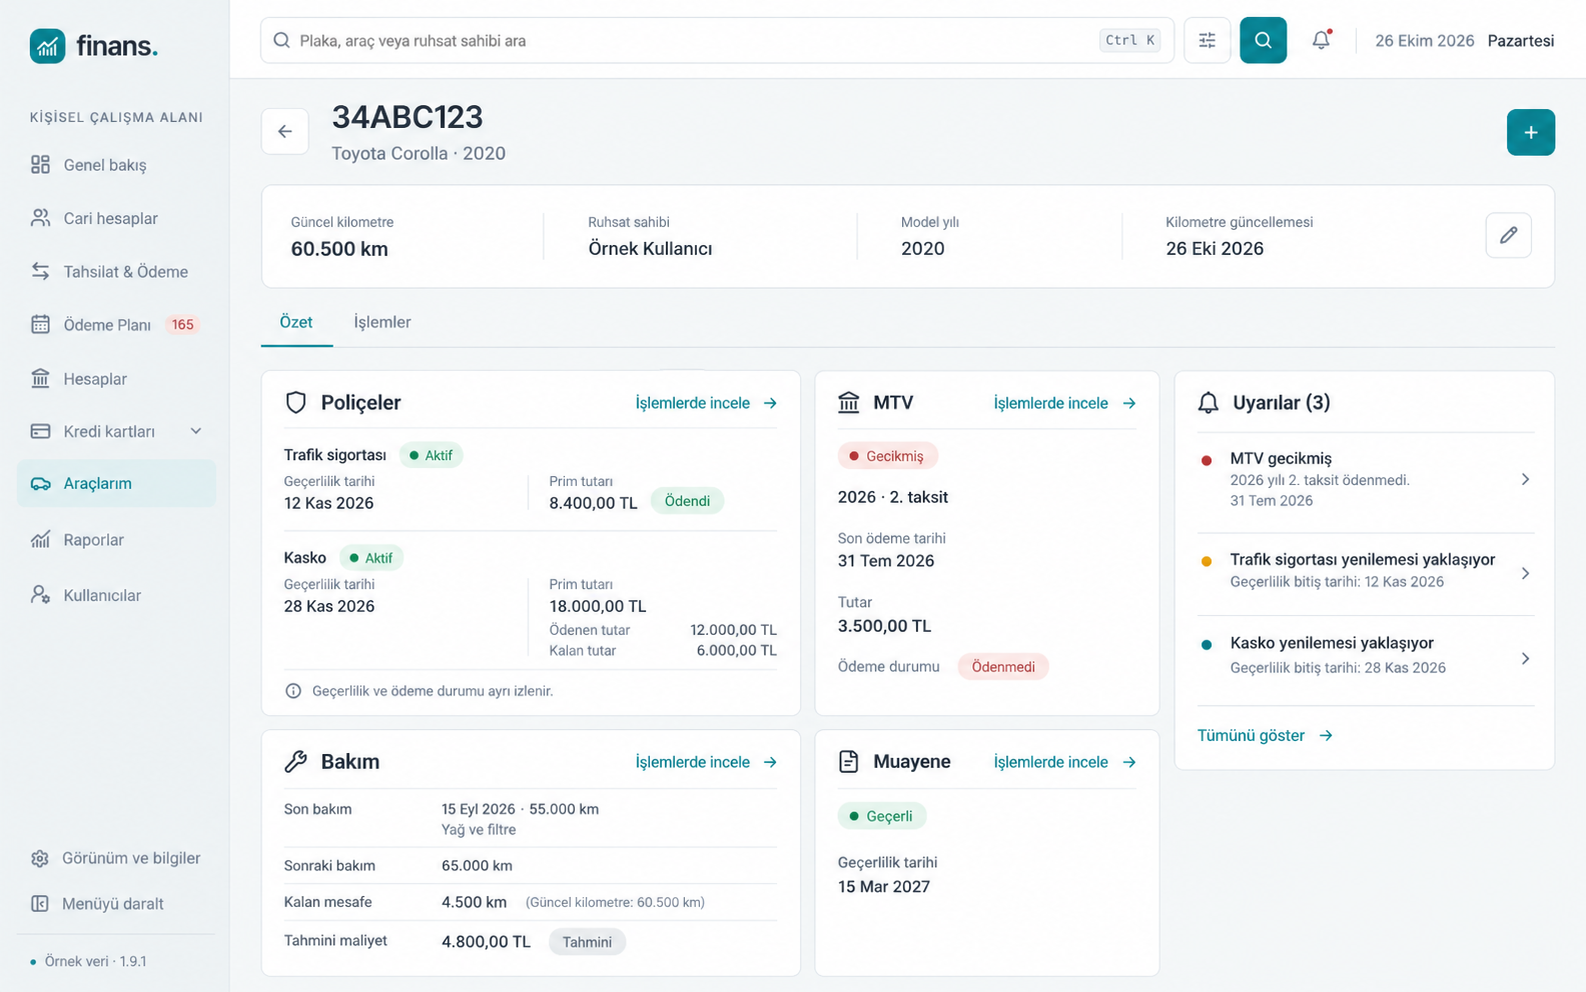 finans.
KİŞİSEL ÇALIŞMA ALANI
Genel bakış
Cari hesaplar
Tahsilat & Ödeme
Ödeme Planı 165
Hesaplar
Kredi kartları
Araçlarım
Raporlar
Kullanıcılar
Görünüm ve bilgiler
Menüyü daralt
Örnek veri · 1.9.1
Plaka, araç veya ruhsat sahibi ara
Ctrl K
26 Ekim 2026 Pazartesi
34ABC123
Toyota Corolla · 2020
Güncel kilometre
60.500 km
Ruhsat sahibi
Örnek Kullanıcı
Model yılı
2020
Kilometre güncellemesi
26 Eki 2026
Özet
İşlemler
Poliçeler
İşlemlerde incele
Trafik sigortası Aktif
Geçerlilik tarihi
12 Kas 2026
Prim tutarı
8.400,00 TL Ödendi
Kasko Aktif
Geçerlilik tarihi
28 Kas 2026
Prim tutarı
18.000,00 TL
Ödenen tutar 12.000,00 TL
Kalan tutar 6.000,00 TL
Geçerlilik ve ödeme durumu ayrı izlenir.
MTV
İşlemlerde incele
Gecikmiş
2026 · 2. taksit
Son ödeme tarihi
31 Tem 2026
Tutar
3.500,00 TL
Ödeme durumu Ödenmedi
Uyarılar (3)
MTV gecikmiş
2026 yılı 2. taksit ödenmedi.
31 Tem 2026
Trafik sigortası yenilemesi yaklaşıyor
Geçerlilik bitiş tarihi: 12 Kas 2026
Kasko yenilemesi yaklaşıyor
Geçerlilik bitiş tarihi: 28 Kas 2026
Tümünü göster
Bakım
İşlemlerde incele
Son bakım 15 Eyl 2026 · 55.000 km
Yağ ve filtre
Sonraki bakım 65.000 km
Kalan mesafe 4.500 km (Güncel kilometre: 60.500 km)
Tahmini maliyet 4.800,00 TL Tahmini
Muayene
İşlemlerde incele
Geçerli
Geçerlilik tarihi
15 Mar 2027